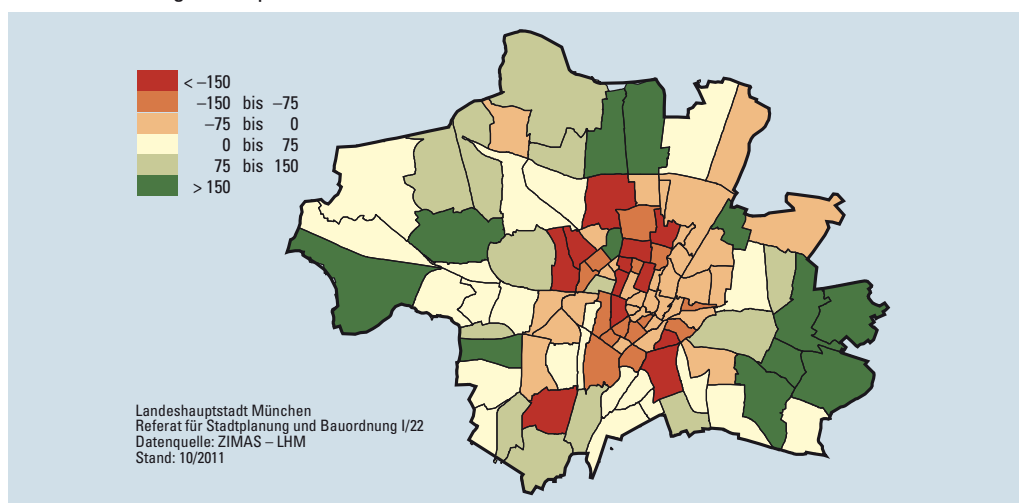 < –150
–150 bis –75
–75 bis 0
0 bis 75
75 bis 150
> 150
Landeshauptstadt München
Referat für Stadtplanung und Bauordnung I/22
Datenquelle: ZIMAS – LHM
Stand: 10/2011